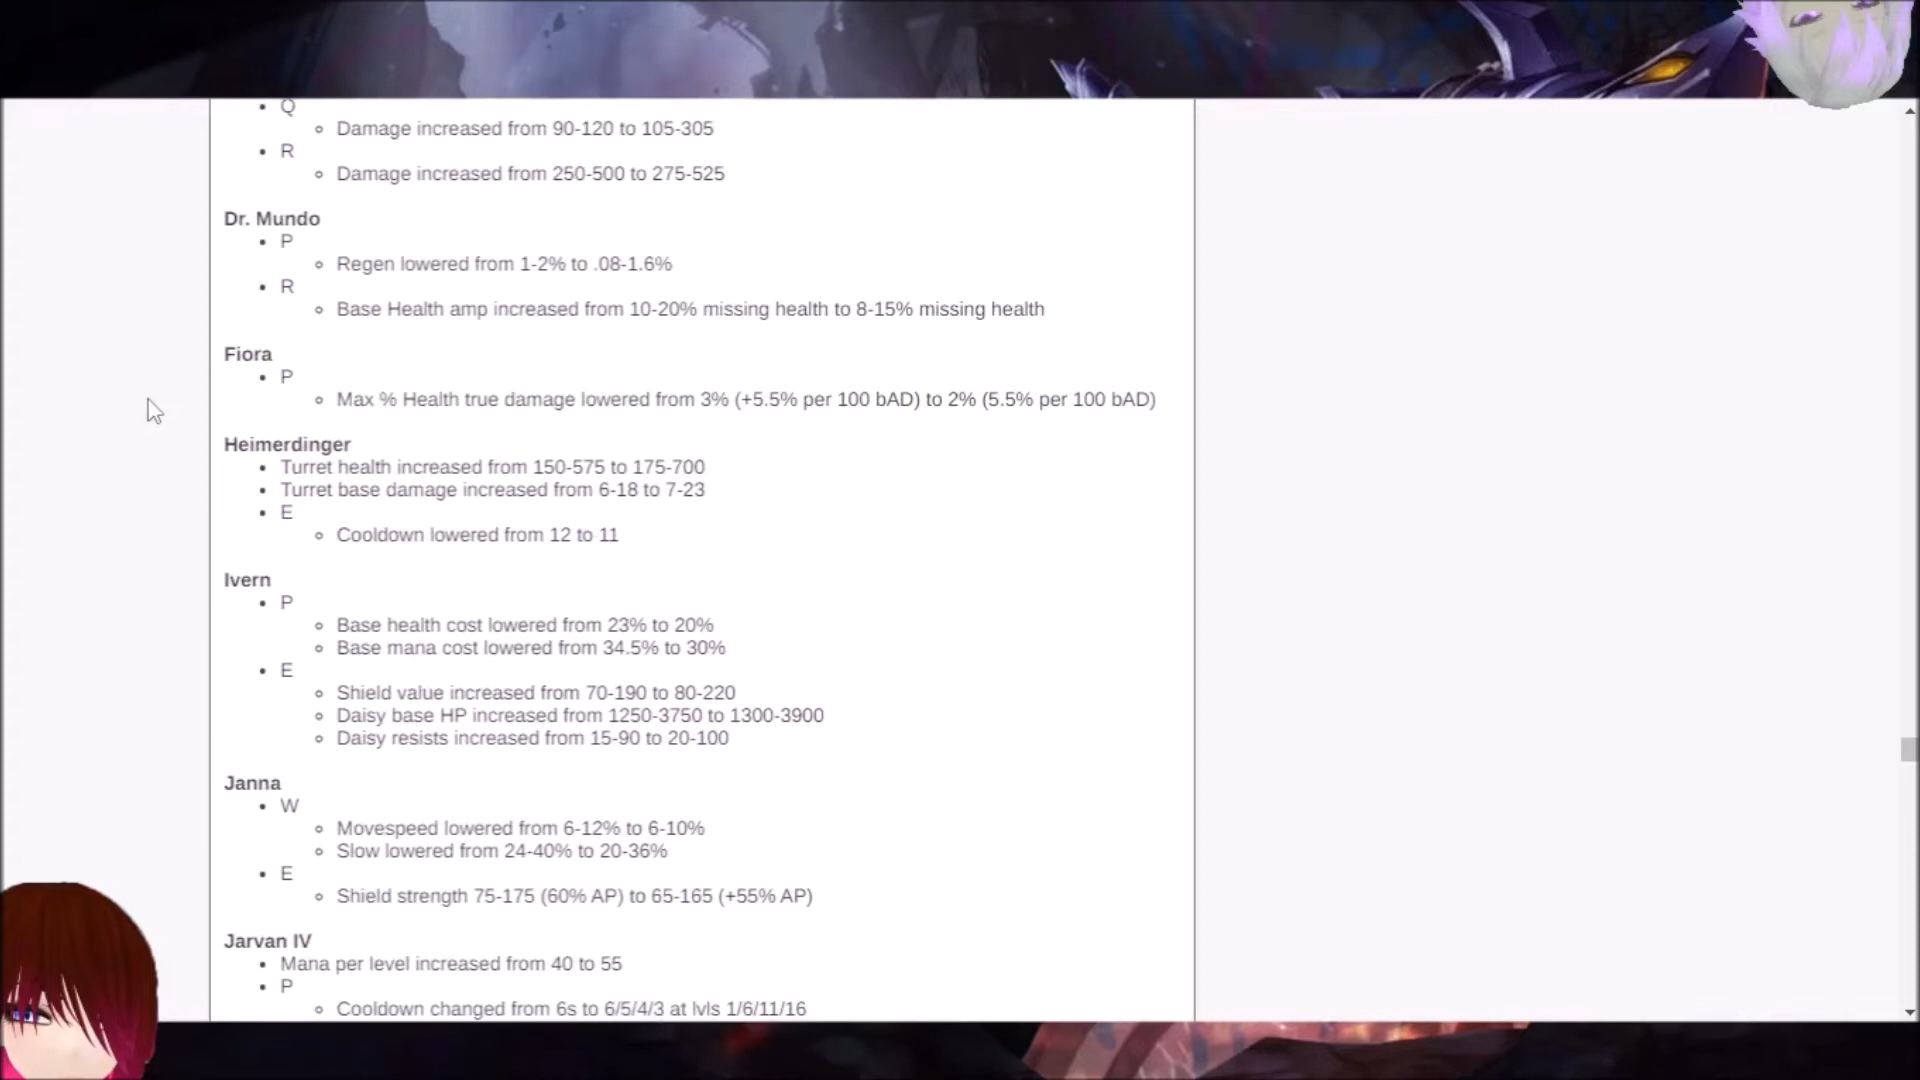 Q
Damage increased from 90-120 to 105-305
R
Damage increased from 250-500 to 275-525
Dr. Mundo
P
Regen lowered from 1-2% to .08-1.6%
R
Base Health amp increased from 10-20% missing health to 8-15% missing health
Fiora
P
Max % Health true damage lowered from 3% (+5.5% per 100 bAD) to 2% (5.5% per 100 bAD)
Heimerdinger
Turret health increased from 150-575 to 175-700
Turret base damage increased from 6-18 to 7-23
E
Cooldown lowered from 12 to 11
Ivern
P
Base health cost lowered from 23% to 20%
Base mana cost lowered from 34.5% to 30%
E
Shield value increased from 70-190 to 80-220
Daisy base HP increased from 1250-3750 to 1300-3900
Daisy resists increased from 15-90 to 20-100
Janna
W
Movespeed lowered from 6-12% to 6-10%
Slow lowered from 24-40% to 20-36%
E
Shield strength 75-175 (60% AP) to 65-165 (+55% AP)
Jarvan IV
Mana per level increased from 40 to 55
P
Cooldown changed from 6s to 6/5/4/3 at lvls 1/6/11/16